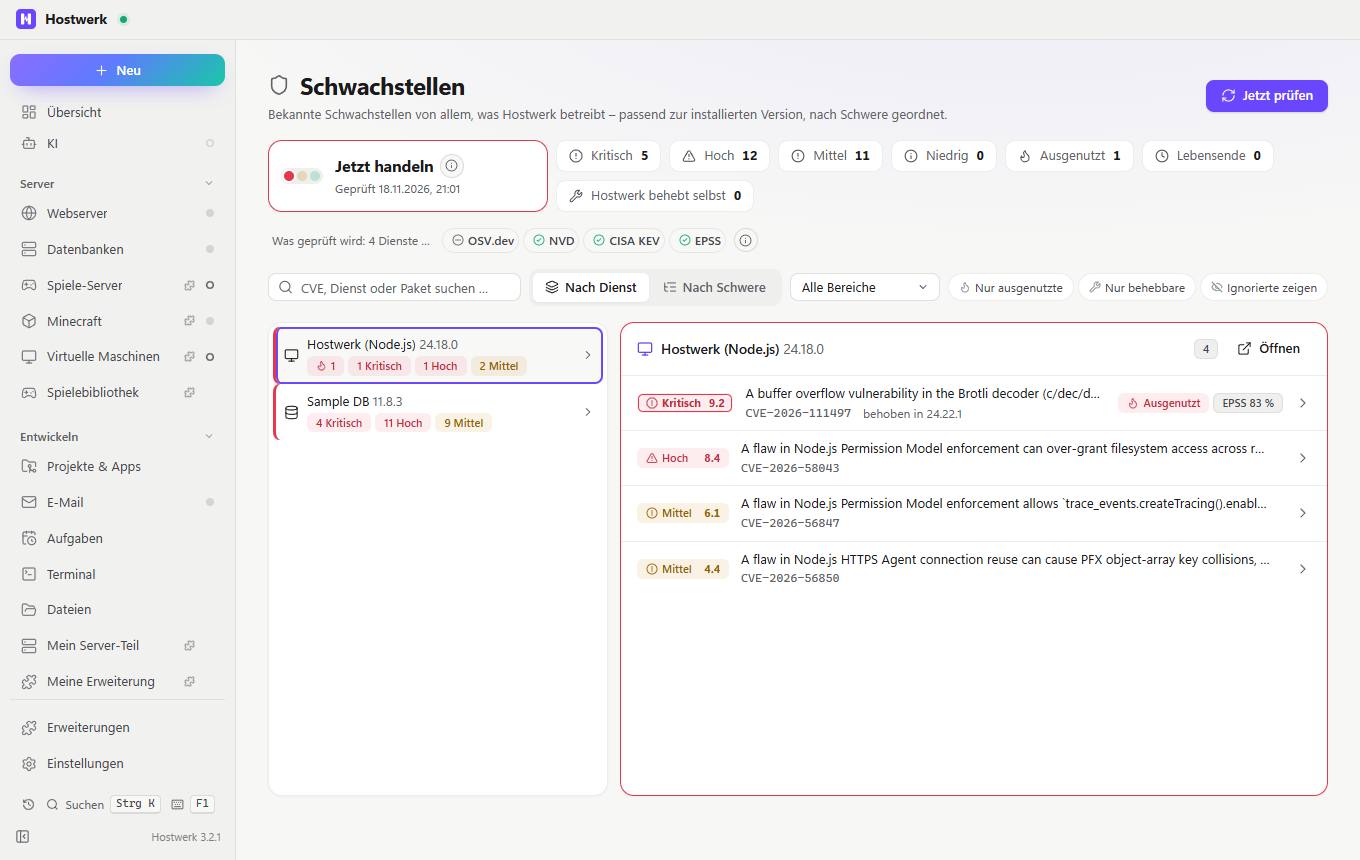 Hostwerk
Neu
Übersicht
KI
Server
Webserver
Datenbanken
Spiele-Server
Minecraft
Virtuelle Maschinen
Spielebibliothek
Entwickeln
Projekte & Apps
E-Mail
Aufgaben
Terminal
Dateien
Mein Server-Teil
Meine Erweiterung
Erweiterungen
Einstellungen
Suchen Strg K F1
Hostwerk 3.2.1
Schwachstellen
Bekannte Schwachstellen von allem, was Hostwerk betreibt – passend zur installierten Version, nach Schwere geordnet.
Jetzt prüfen
Jetzt handeln
Geprüft 18.11.2026, 21:01
Kritisch 5
Hoch 12
Mittel 11
Niedrig 0
Ausgenutzt 1
Lebensende 0
Hostwerk behebt selbst 0
Was geprüft wird: 4 Dienste ...
OSV.dev
NVD
CISA KEV
EPSS
CVE, Dienst oder Paket suchen ...
Nach Dienst
Nach Schwere
Alle Bereiche
Nur ausgenutzte
Nur behebbare
Ignorierte zeigen
Hostwerk (Node.js) 24.18.0
1
1 Kritisch
1 Hoch
2 Mittel
Sample DB 11.8.3
4 Kritisch
11 Hoch
9 Mittel
Hostwerk (Node.js) 24.18.0
4
Öffnen
Kritisch 9.2
A buffer overflow vulnerability in the Brotli decoder (c/dec/d...
CVE-2026-111497 behoben in 24.22.1
Ausgenutzt
EPSS 83 %
Hoch 8.4
A flaw in Node.js Permission Model enforcement can over-grant filesystem access across r...
CVE-2026-58043
Mittel 6.1
A flaw in Node.js Permission Model enforcement allows `trace_events.createTracing().enabl...
CVE-2026-56847
Mittel 4.4
A flaw in Node.js HTTPS Agent connection reuse can cause PFX object-array key collisions, ...
CVE-2026-56850